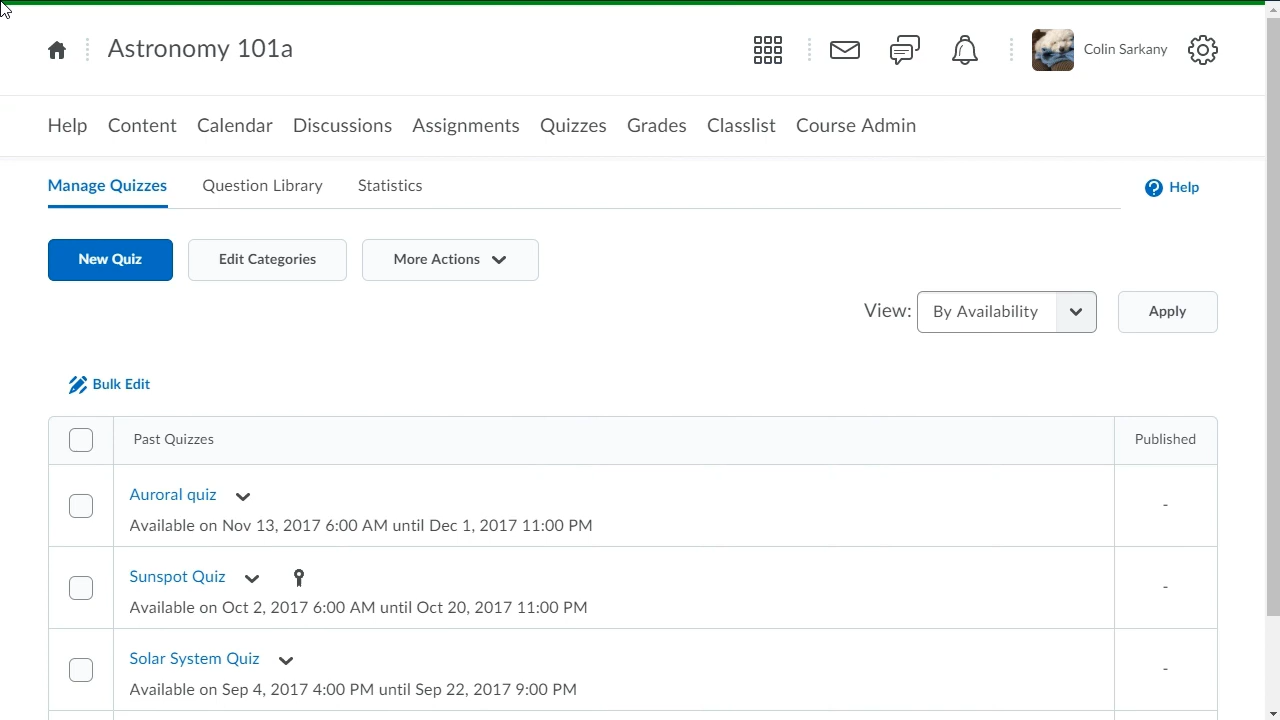 Astronomy 101a
Colin Sarkany
Help Content Calendar Discussions Assignments Quizzes Grades Classlist Course Admin
Manage Quizzes Question Library Statistics
Help
New Quiz Edit Categories More Actions
View: By Availability Apply
Bulk Edit
Past Quizzes Published
Auroral quiz
Available on Nov 13, 2017 6:00 AM until Dec 1, 2017 11:00 PM -
Sunspot Quiz
Available on Oct 2, 2017 6:00 AM until Oct 20, 2017 11:00 PM -
Solar System Quiz
Available on Sep 4, 2017 4:00 PM until Sep 22, 2017 9:00 PM -